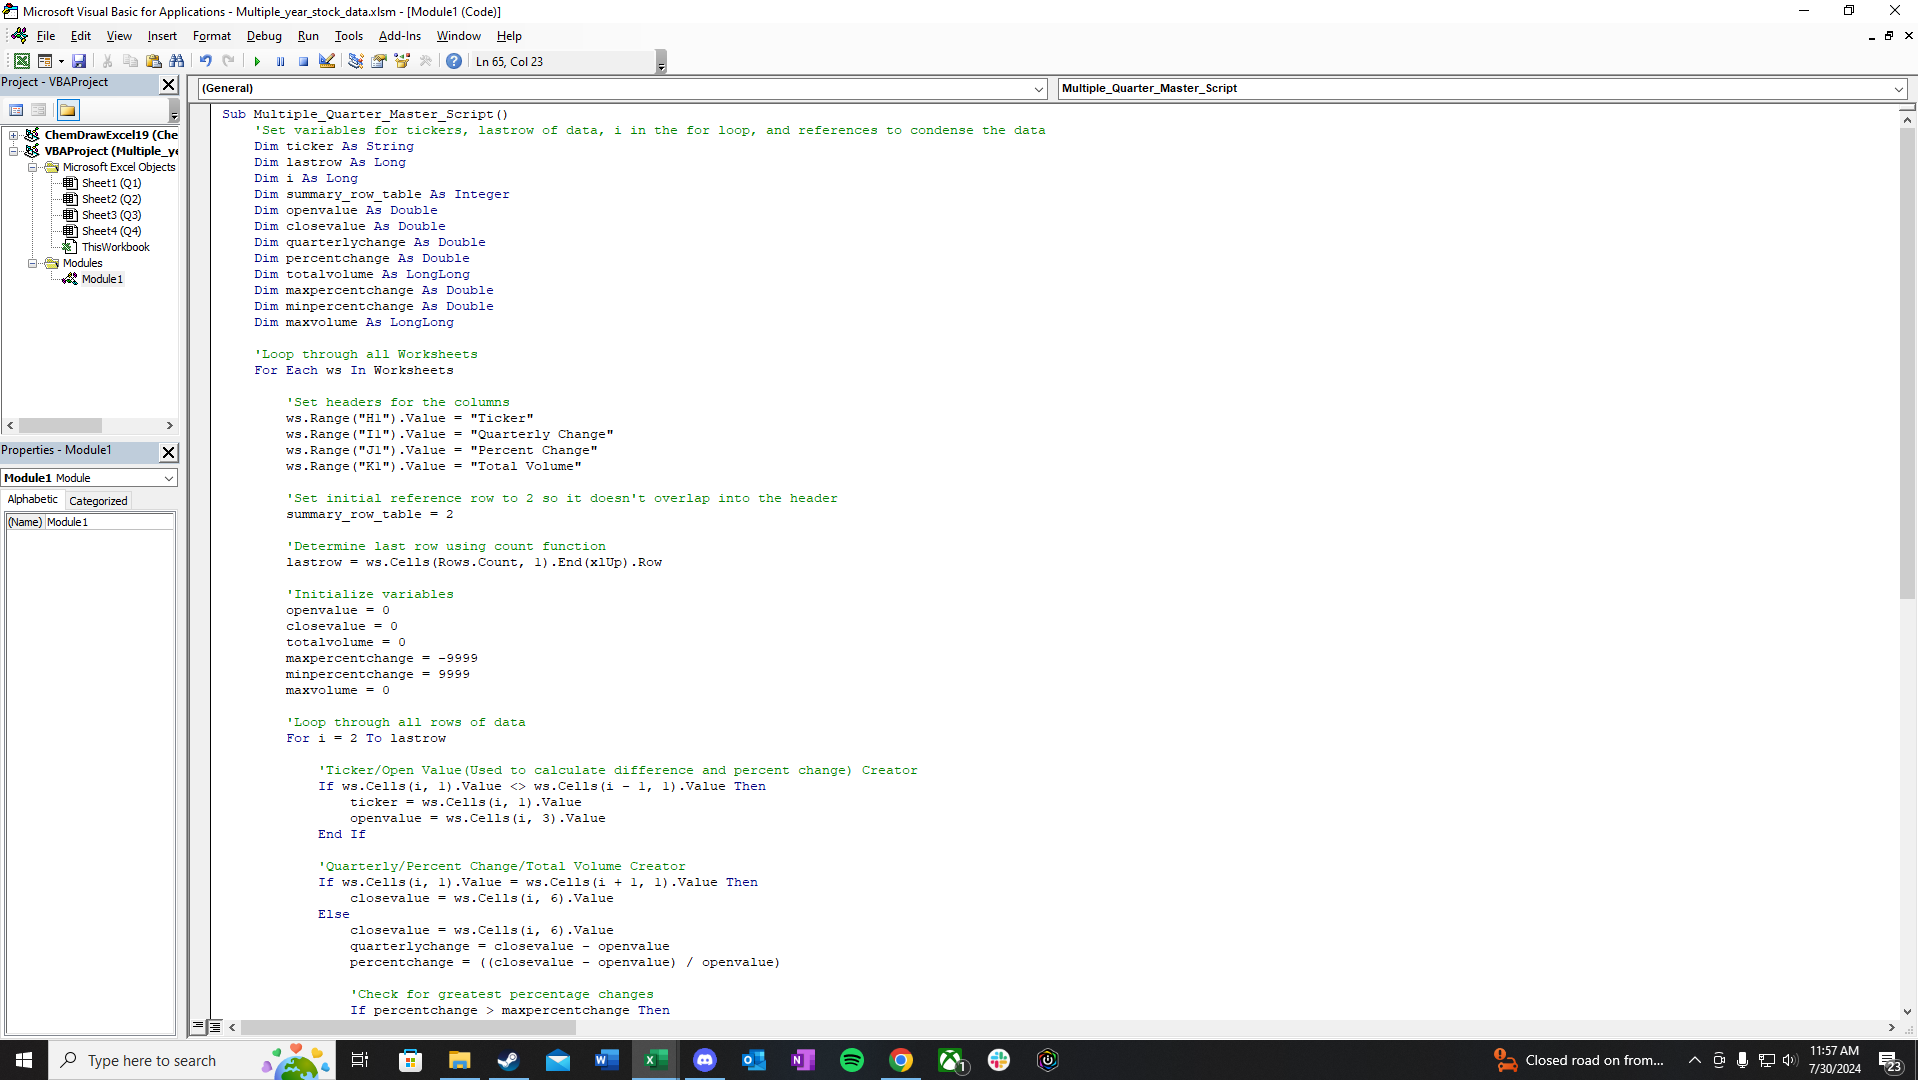 Microsoft Visual Basic for Applications - Multiple_year_stock_data.xlsm - [Module1 (Code)]
File Edit View Insert Format Debug Run Tools Add-Ins Window Help
Ln 65, Col 23
Project - VBAProject
(General)
Multiple_Quarter_Master_Script
ChemDrawExcel19 (Che
VBAProject (Multiple_ye
Microsoft Excel Objects
Sheet1 (Q1)
Sheet2 (Q2)
Sheet3 (Q3)
Sheet4 (Q4)
ThisWorkbook
Modules
Module1
Properties - Module1
Module1 Module
Alphabetic Categorized
(Name) Module1
Sub Multiple_Quarter_Master_Script()
'Set variables for tickers, lastrow of data, i in the for loop, and references to condense the data
Dim ticker As String
Dim lastrow As Long
Dim i As Long
Dim summary_row_table As Integer
Dim openvalue As Double
Dim closevalue As Double
Dim quarterlychange As Double
Dim percentchange As Double
Dim totalvolume As LongLong
Dim maxpercentchange As Double
Dim minpercentchange As Double
Dim maxvolume As LongLong
'Loop through all Worksheets
For Each ws In Worksheets
'Set headers for the columns
ws.Range("H1").Value = "Ticker"
ws.Range("I1").Value = "Quarterly Change"
ws.Range("J1").Value = "Percent Change"
ws.Range("K1").Value = "Total Volume"
'Set initial reference row to 2 so it doesn't overlap into the header
summary_row_table = 2
'Determine last row using count function
lastrow = ws.Cells(Rows.Count, 1).End(xlUp).Row
'Initialize variables
openvalue = 0
closevalue = 0
totalvolume = 0
maxpercentchange = -9999
minpercentchange = 9999
maxvolume = 0
'Loop through all rows of data
For i = 2 To lastrow
'Ticker/Open Value(Used to calculate difference and percent change) Creator
If ws.Cells(i, 1).Value <> ws.Cells(i - 1, 1).Value Then
ticker = ws.Cells(i, 1).Value
openvalue = ws.Cells(i, 3).Value
End If
'Quarterly/Percent Change/Total Volume Creator
If ws.Cells(i, 1).Value = ws.Cells(i + 1, 1).Value Then
closevalue = ws.Cells(i, 6).Value
Else
closevalue = ws.Cells(i, 6).Value
quarterlychange = closevalue - openvalue
percentchange = ((closevalue - openvalue) / openvalue)
'Check for greatest percentage changes
If percentchange > maxpercentchange Then
Type here to search
1
Closed road on from...
11:57 AM
7/30/2024
23